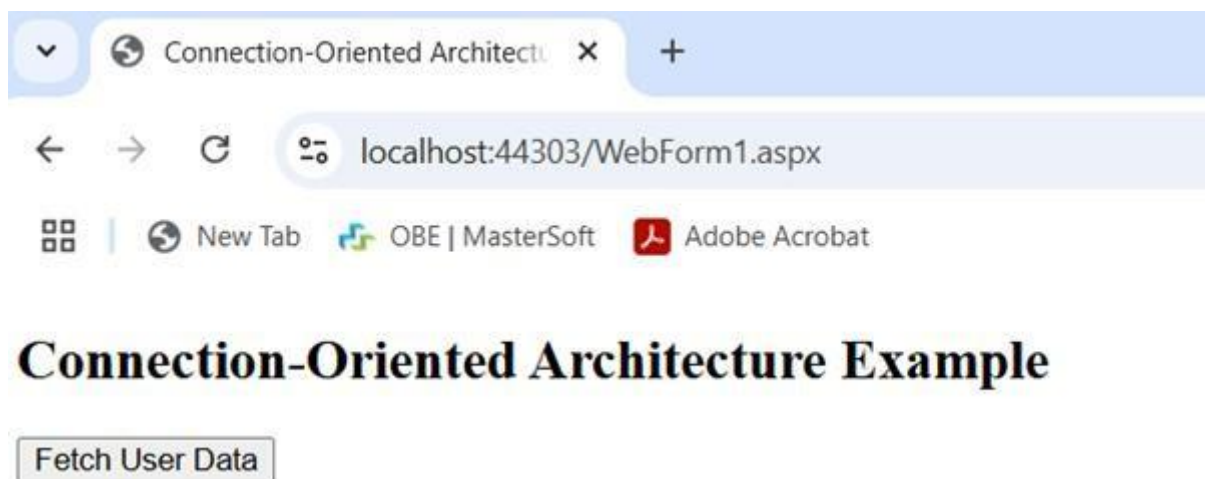 Connection-Oriented Architect
localhost:44303/WebForm1.aspx
New Tab OBE | MasterSoft Adobe Acrobat
Connection-Oriented Architecture Example
Fetch User Data